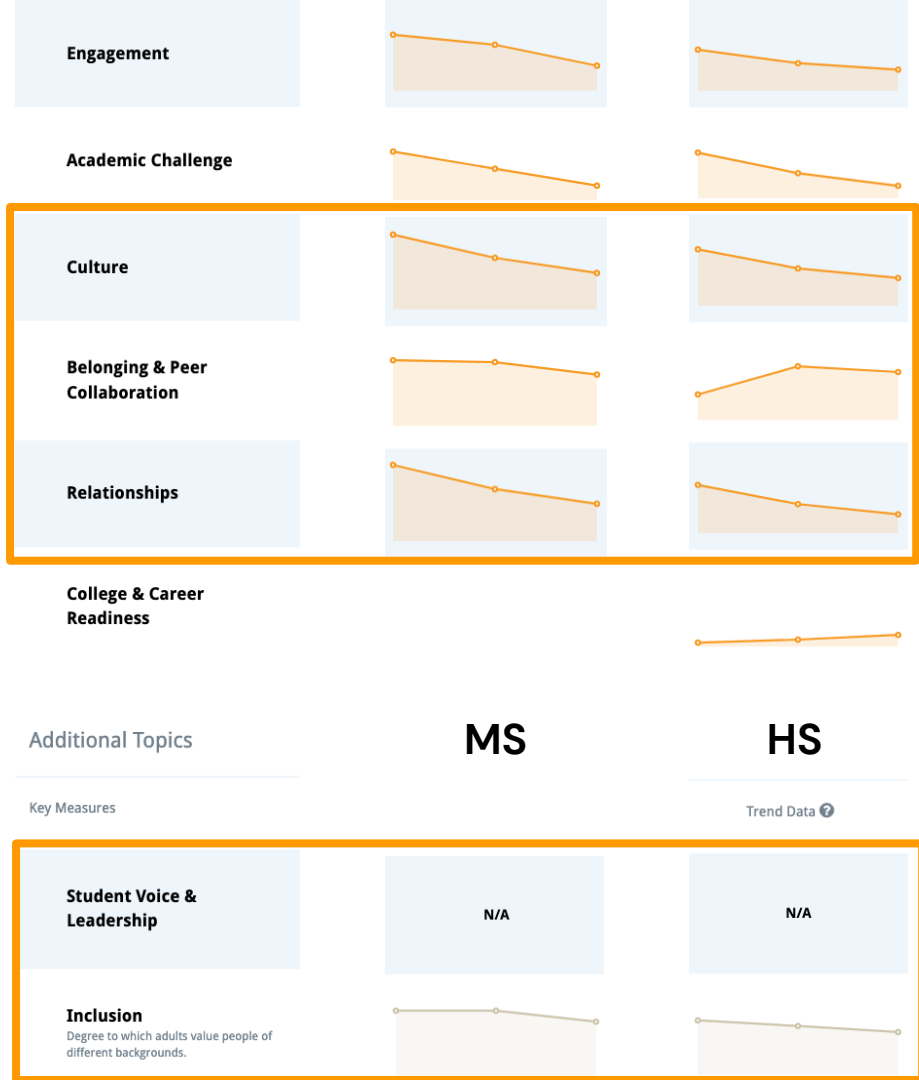 Engagement
Academic Challenge
Culture
Belonging & Peer
Collaboration
Relationships
College & Career
Readiness
Additional Topics
MS
HS
Key Measures
Trend Data ?
Student Voice &
Leadership
N/A
N/A
Inclusion
Degree to which adults value people of
different backgrounds.